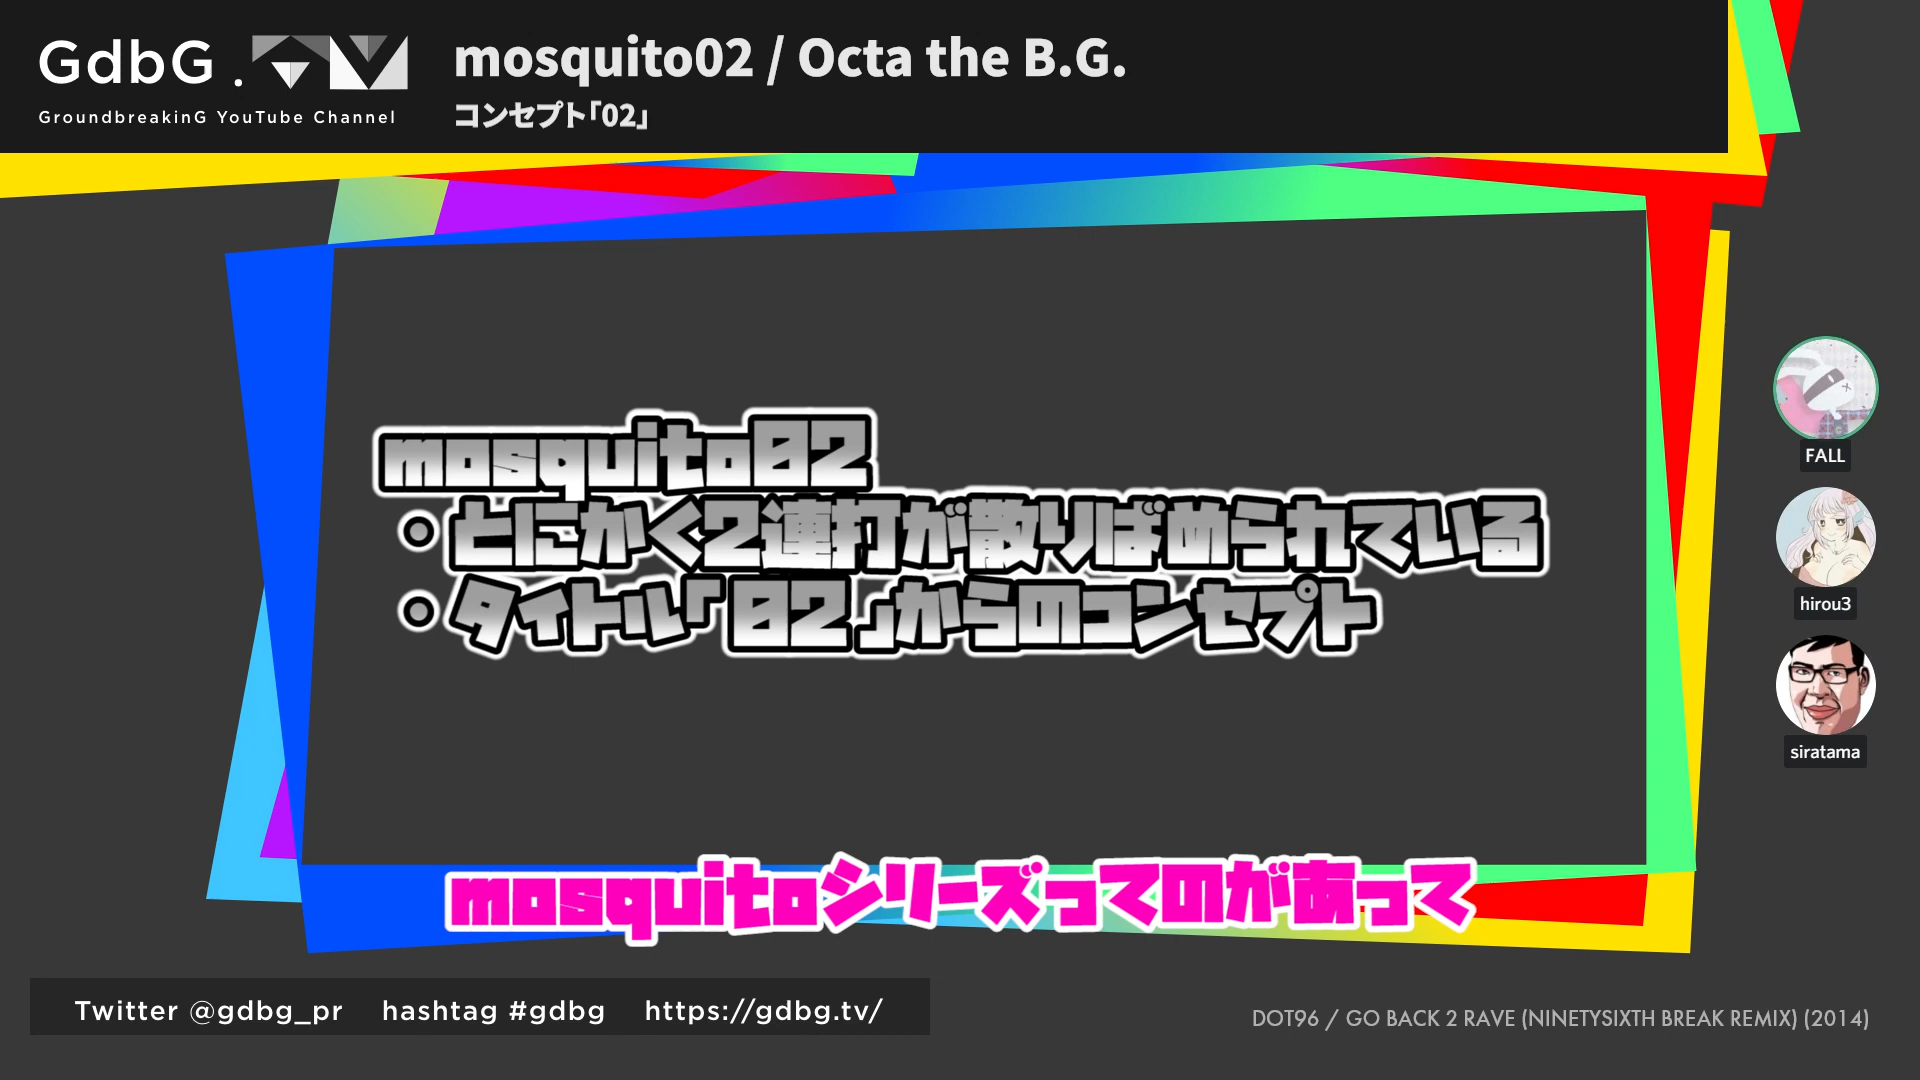 GdbG.TV
GroundbreakinG YouTube Channel
mosquito02 / Octa the B.G.
コンセプト「02」
mosquito02
・とにかく2連打が散りばめられている
・タイトル「02」からのコンセプト
FALL
hirou3
siratama
mosquitoシリーズってのがあって
Twitter @gdbg_pr hashtag #gdbg https://gdbg.tv/
DOT96 / GO BACK 2 RAVE (NINETYSIXTH BREAK REMIX) (2014)